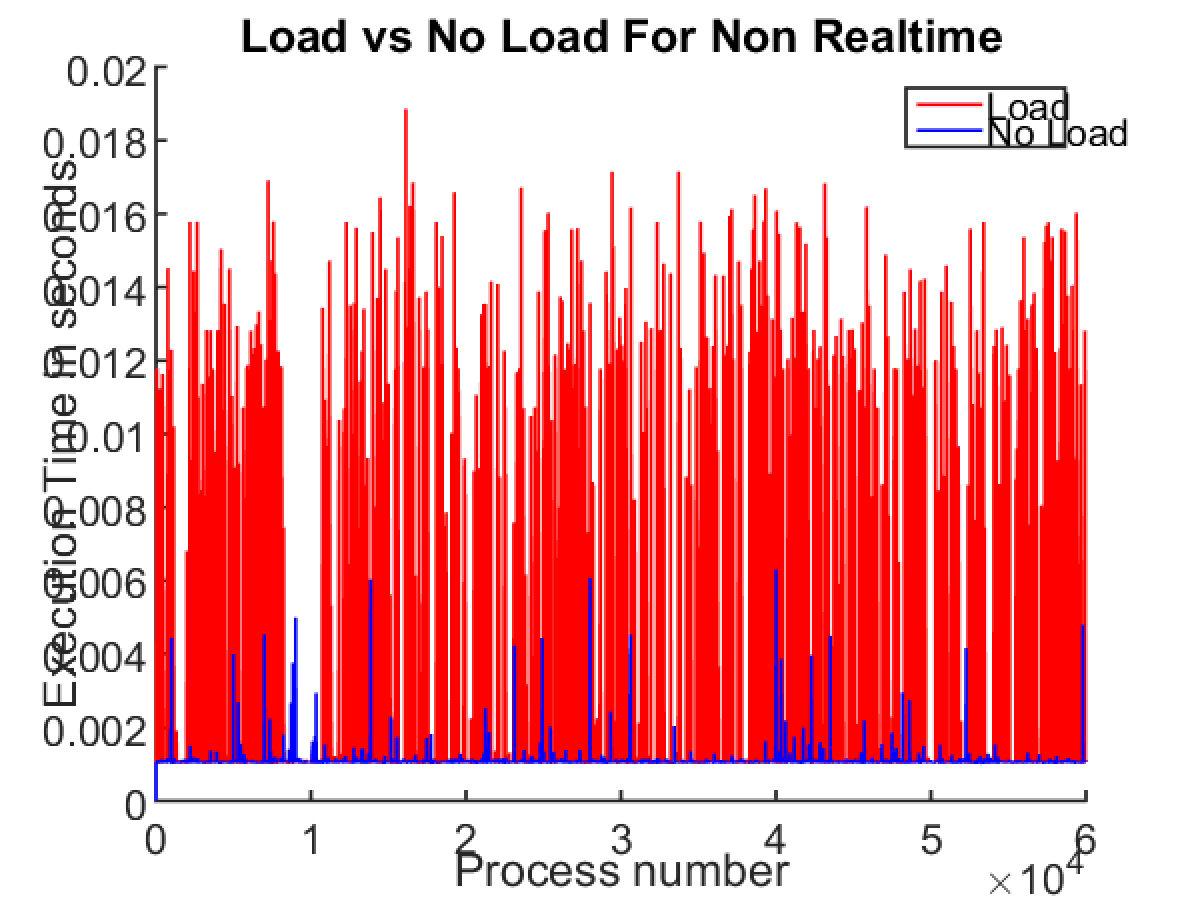 Load vs No Load For Non Realtime
Load
No Load
0.02
0.018
0.016
0.014
0.012
0.01
0.008
0.006
0.004
0.002
0
Execution Time in seconds.
0 1 2 3 4 5 6
Process number
×10⁴